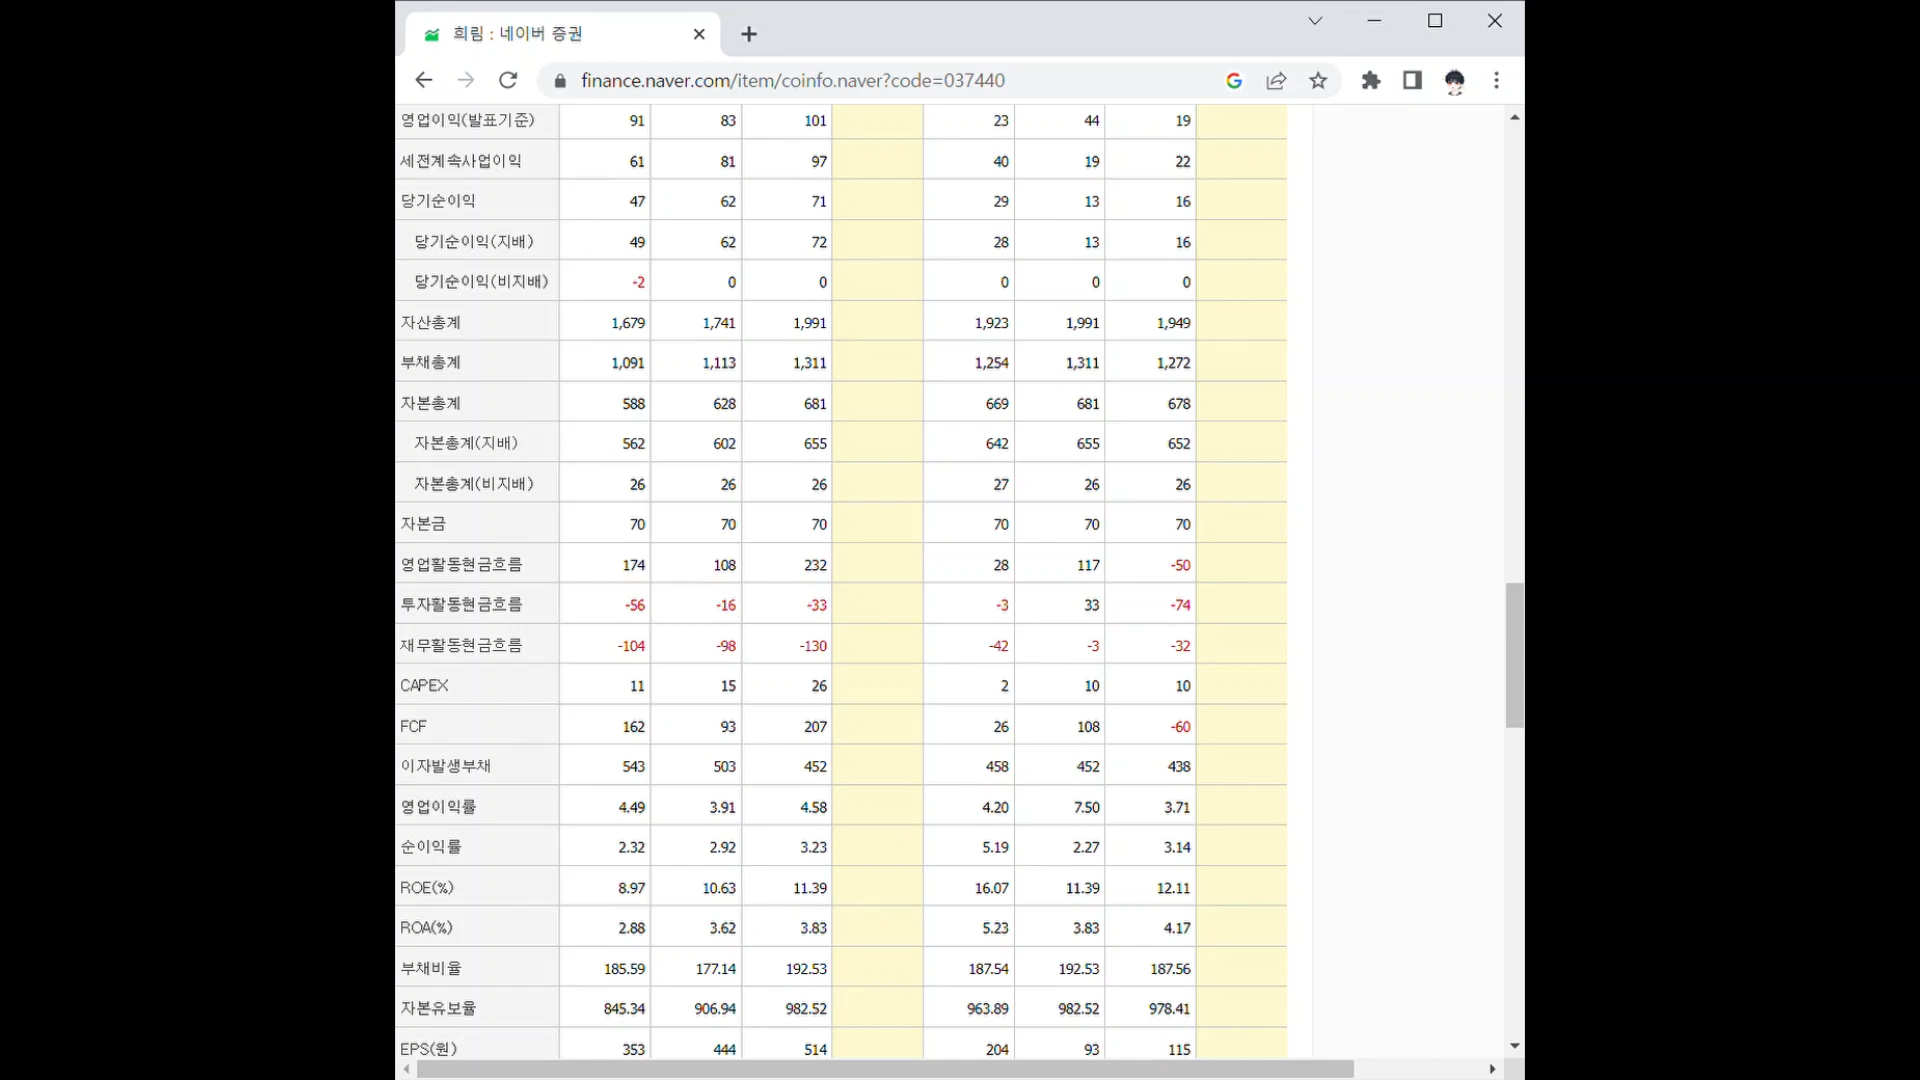 희림 : 네이버 증권
finance.naver.com/item/coinfo.naver?code=037440
영업이익(발표기준) 91 83 101 23 44 19
세전계속사업이익 61 81 97 40 19 22
당기순이익 47 62 71 29 13 16
당기순이익(지배) 49 62 72 28 13 16
당기순이익(비지배) -2 0 0 0 0 0
자산총계 1,679 1,741 1,991 1,923 1,991 1,949
부채총계 1,091 1,113 1,311 1,254 1,311 1,272
자본총계 588 628 681 669 681 678
자본총계(지배) 562 602 655 642 655 652
자본총계(비지배) 26 26 26 27 26 26
자본금 70 70 70 70 70 70
영업활동현금흐름 174 108 232 28 117 -50
투자활동현금흐름 -56 -16 -33 -3 33 -74
재무활동현금흐름 -104 -98 -130 -42 -3 -32
CAPEX 11 15 26 2 10 10
FCF 162 93 207 26 108 -60
이자발생부채 543 503 452 458 452 438
영업이익률 4.49 3.91 4.58 4.20 7.50 3.71
순이익률 2.32 2.92 3.23 5.19 2.27 3.14
ROE(%) 8.97 10.63 11.39 16.07 11.39 12.11
ROA(%) 2.88 3.62 3.83 5.23 3.83 4.17
부채비율 185.59 177.14 192.53 187.54 192.53 187.56
자본유보율 845.34 906.94 982.52 963.89 982.52 978.41
EPS(원) 353 444 514 204 93 115